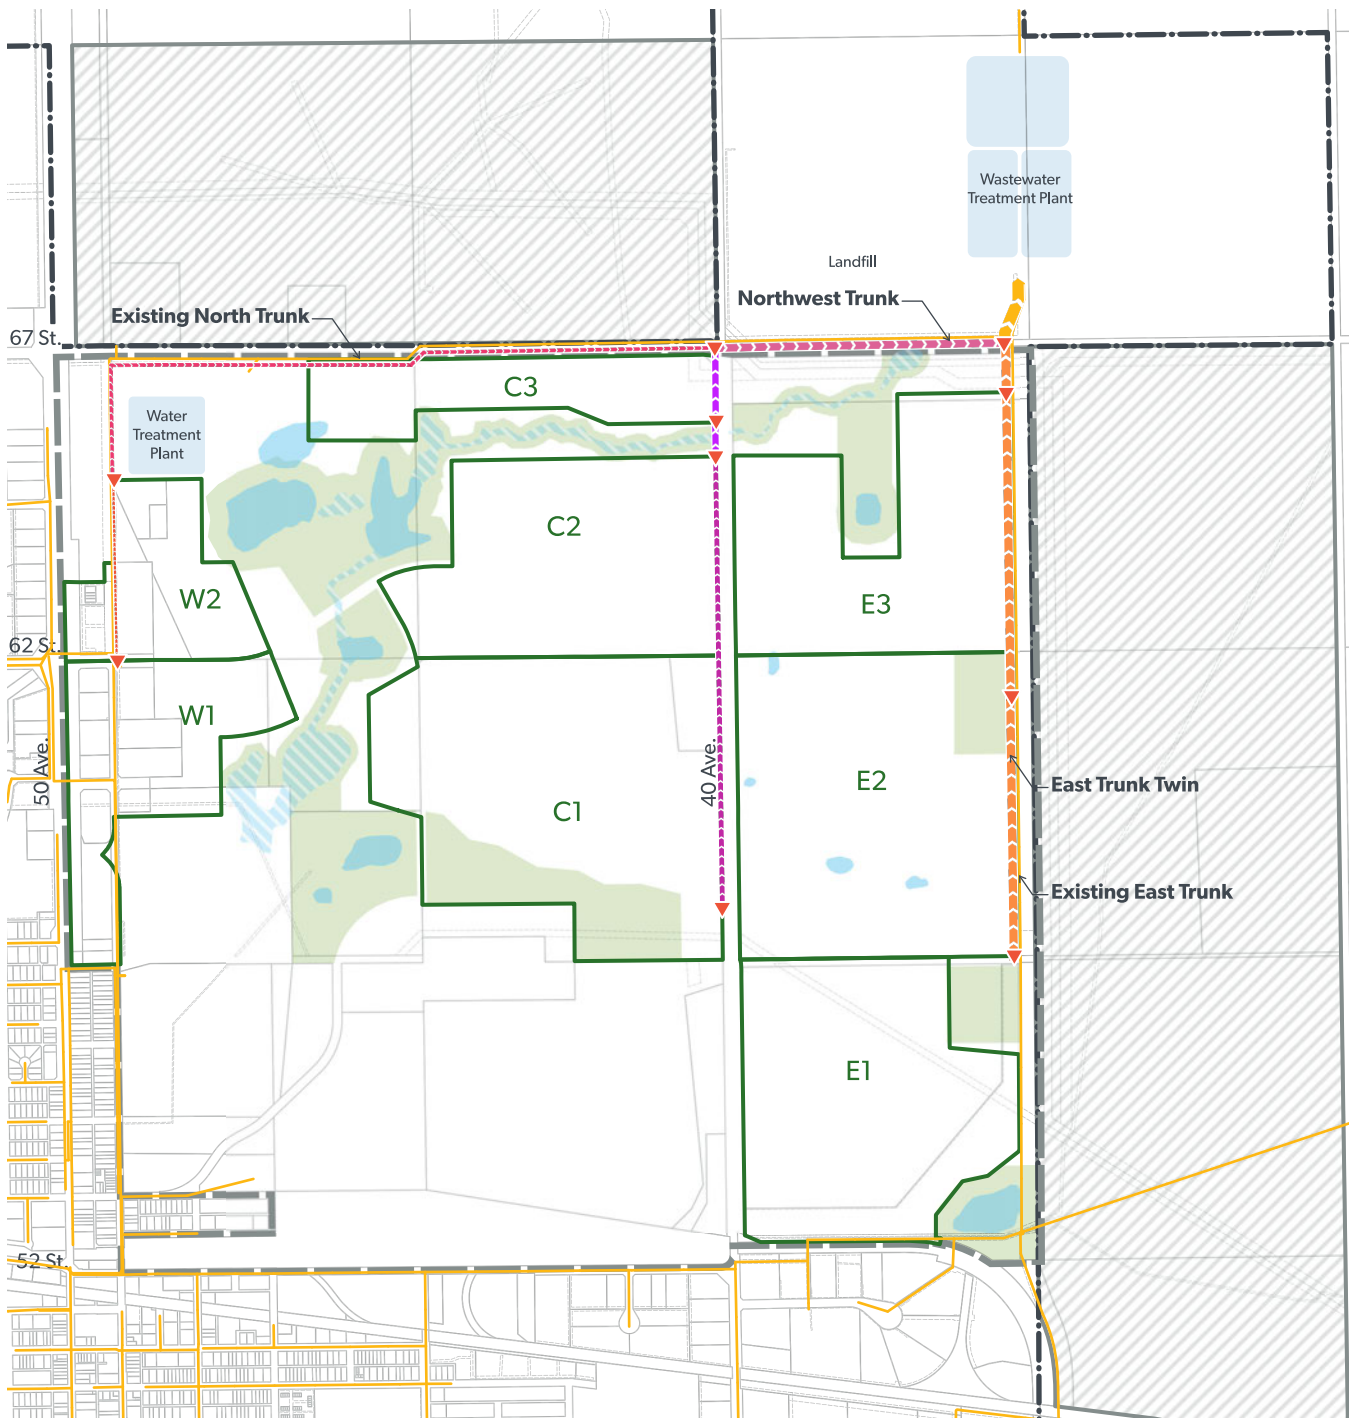 Wastewater
Treatment Plant
Landfill
Northwest Trunk
Existing North Trunk
67 St.
C3
Water
Treatment
Plant
C2
W2
E3
62 St.
W1
50 Ave.
40 Ave.
E2
East Trunk Twin
C1
Existing East Trunk
E1
52 St.